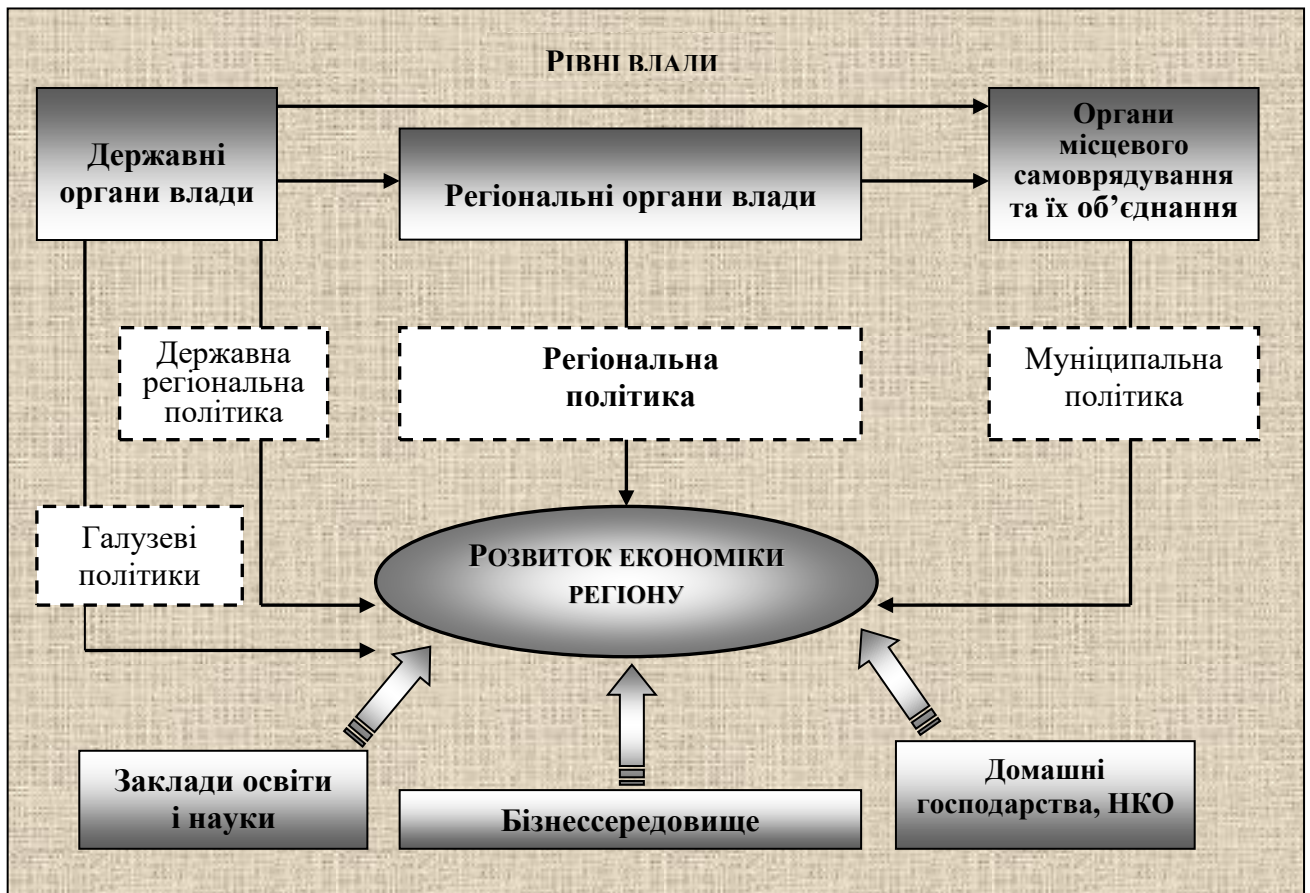 РІВНІ ВЛАДИ
Державні
органи влади
Регіональні органи влади
Органи
місцевого
самоврядування
та їх об’єднання
Державна
регіональна
політика
Регіональна
політика
Муніципальна
політика
Галузеві
політики
РОЗВИТОК ЕКОНОМІКИ
РЕГІОНУ
Заклади освіти
і науки
Бізнессередовище
Домашні
господарства, НКО